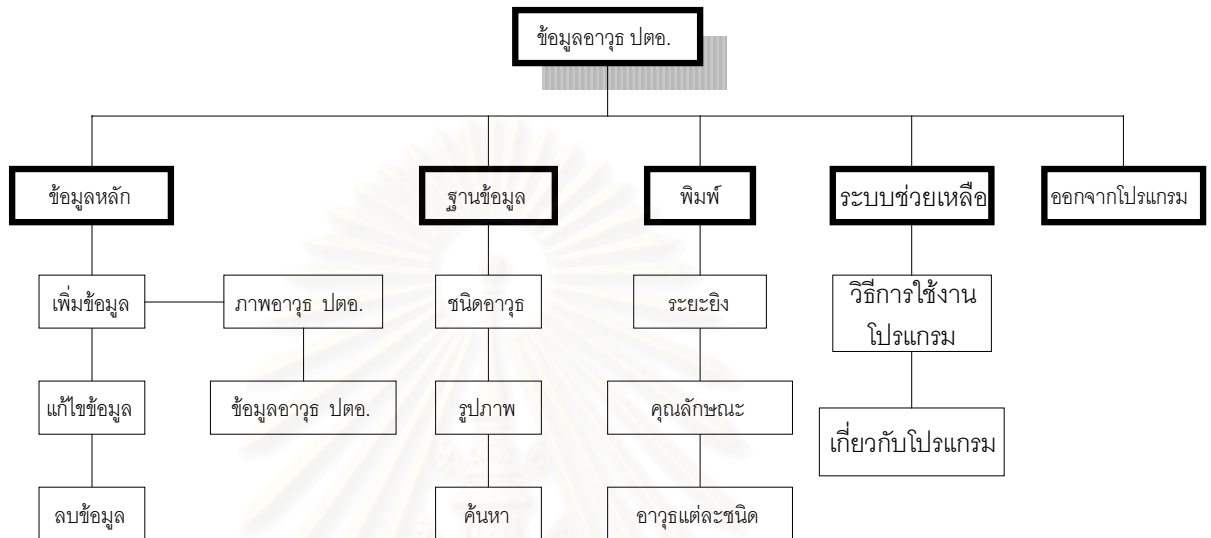 ข้อมูลอาวุธ ปตอ.
ข้อมูลหลัก
ฐานข้อมูล
พิมพ์
ระบบช่วยเหลือ
ออกจากโปรแกรม
เพิ่มข้อมูล
ภาพอาวุธ ปตอ.
ชนิดอาวุธ
ระยะยิง
วิธีการใช้งาน
โปรแกรม
แก้ไขข้อมูล
ข้อมูลอาวุธ ปตอ.
รูปภาพ
คุณลักษณะ
เกี่ยวกับโปรแกรม
ลบข้อมูล
ค้นหา
อาวุธแต่ละชนิด